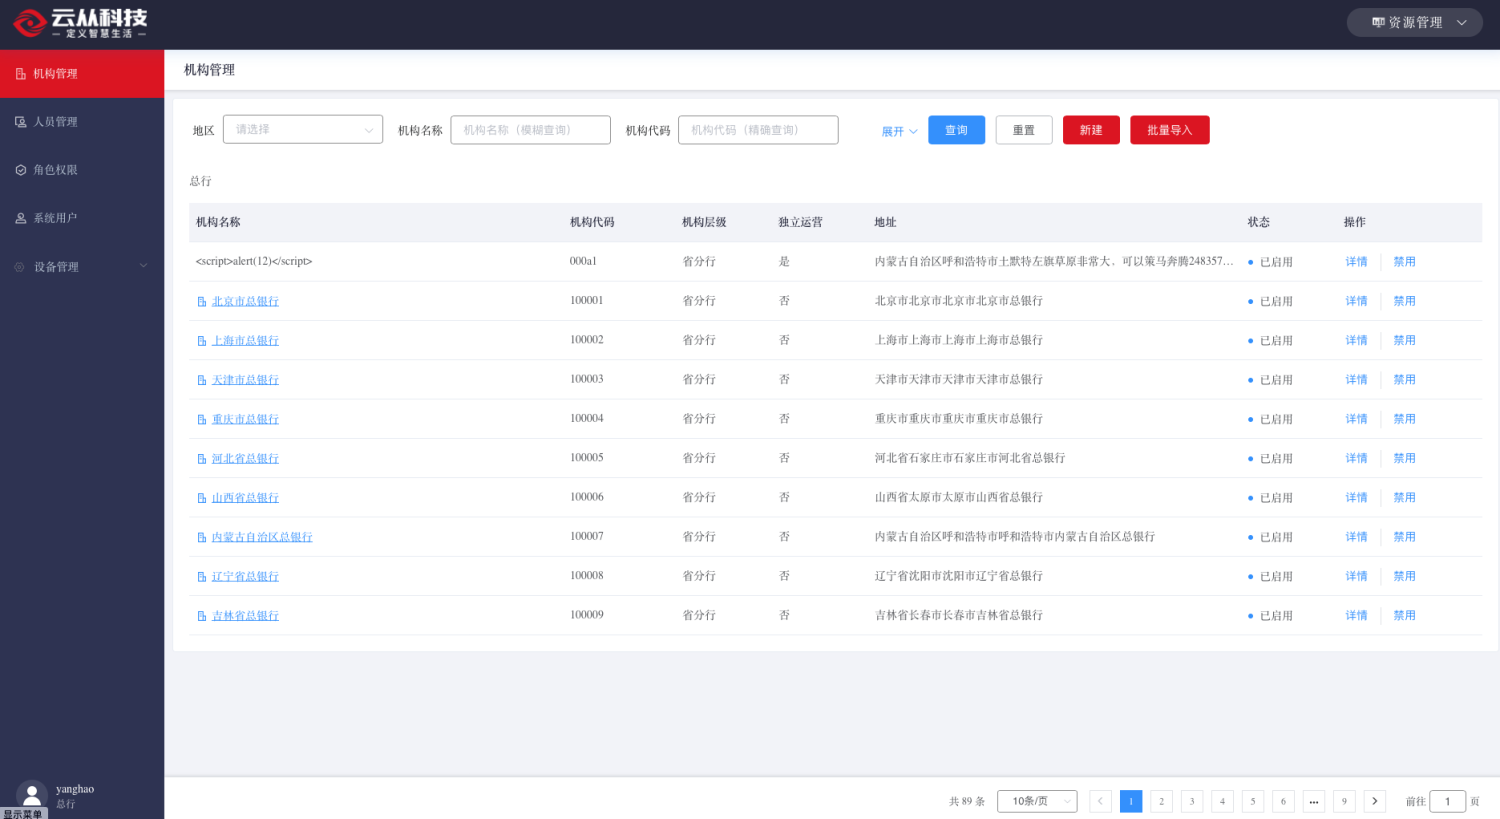 云从科技
— 定义智慧生活 —
资源管理
机构管理
人员管理
角色权限
系统用户
设备管理
机构管理
地区 请选择 机构名称 机构名称（模糊查询） 机构代码 机构代码（精确查询） 展开 查询 重置 新建 批量导入
总行
机构名称 机构代码 机构层级 独立运营 地址 状态 操作
<script>alert(12)</script> 000a1 省分行 是 内蒙古自治区呼和浩特市土默特左旗草原非常大、可以策马奔腾248357... 已启用 详情 禁用
北京市总银行 100001 省分行 否 北京市北京市北京市北京市总银行 已启用 详情 禁用
上海市总银行 100002 省分行 否 上海市上海市上海市上海市总银行 已启用 详情 禁用
天津市总银行 100003 省分行 否 天津市天津市天津市天津市总银行 已启用 详情 禁用
重庆市总银行 100004 省分行 否 重庆市重庆市重庆市重庆市总银行 已启用 详情 禁用
河北省总银行 100005 省分行 否 河北省石家庄市石家庄市河北省总银行 已启用 详情 禁用
山西省总银行 100006 省分行 否 山西省太原市太原市山西省总银行 已启用 详情 禁用
内蒙古自治区总银行 100007 省分行 否 内蒙古自治区呼和浩特市呼和浩特市内蒙古自治区总银行 已启用 详情 禁用
辽宁省总银行 100008 省分行 否 辽宁省沈阳市沈阳市辽宁省总银行 已启用 详情 禁用
吉林省总银行 100009 省分行 否 吉林省长春市长春市吉林省总银行 已启用 详情 禁用
yanghao
总行
显示菜单
共 89 条 10条/页 1 2 3 4 5 6 ... 9 前往 1 页